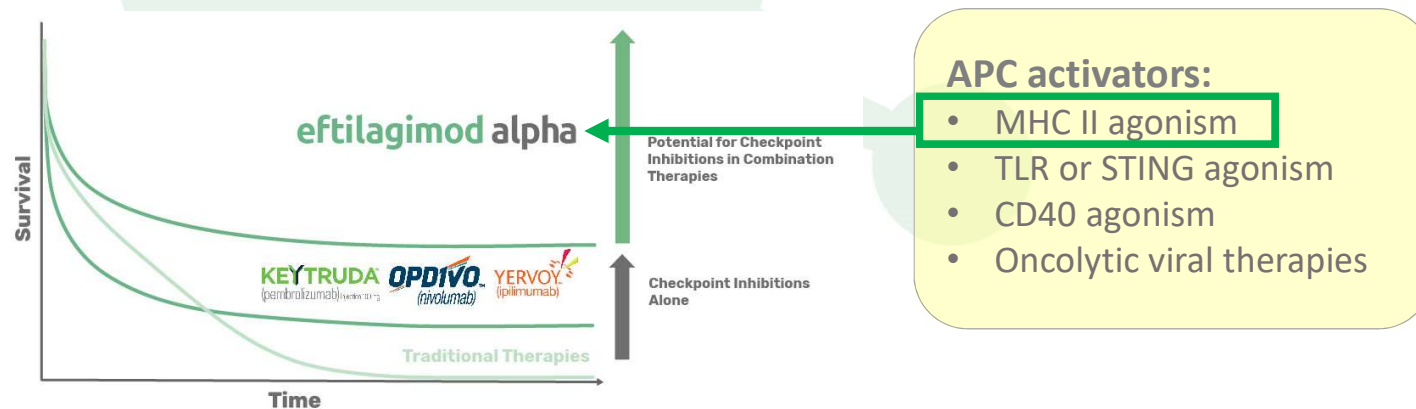 eftilagimod alpha
Potential for Checkpoint
Inhibitions in Combination
Therapies
Survival
KEYTRUDA
(pembrolizumab)
OPDIVO
(nivolumab)
YERVOY
(ipilimumab)
Checkpoint Inhibitions
Alone
Traditional Therapies
Time
APC activators:
• MHC II agonism
• TLR or STING agonism
• CD40 agonism
• Oncolytic viral therapies